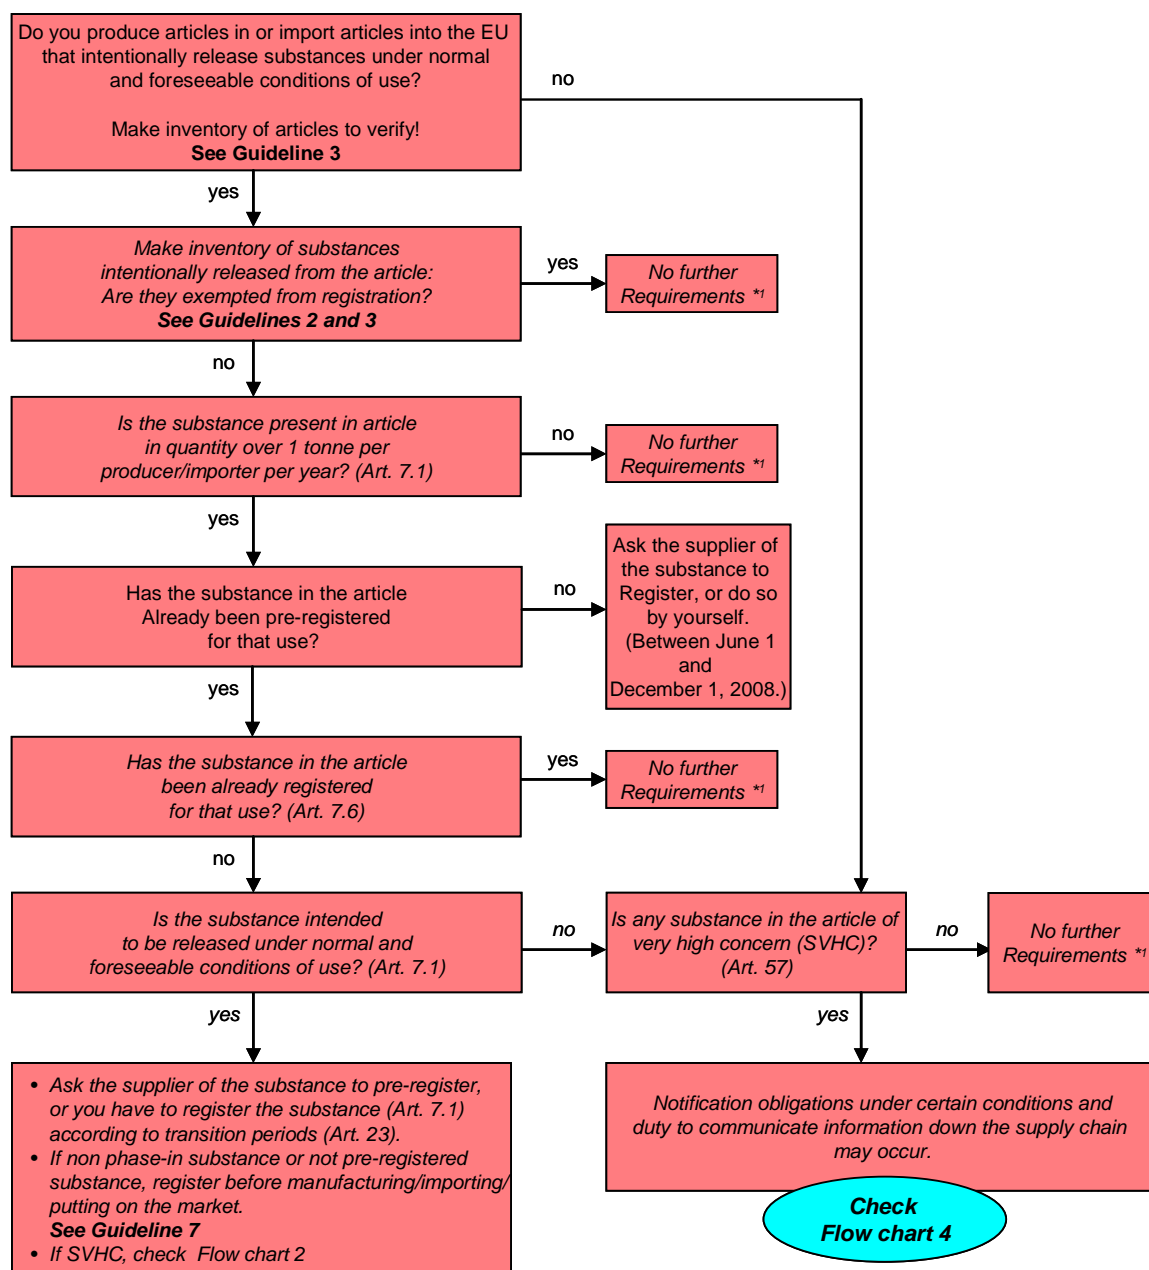 Do you produce articles in or import articles into the EU
that intentionally release substances under normal
and foreseeable conditions of use?
Make inventory of articles to verify!
See Guideline 3
no
yes
Make inventory of substances
intentionally released from the article:
Are they exempted from registration?
See Guidelines 2 and 3
yes
No further
Requirements *1
no
Is the substance present in article
in quantity over 1 tonne per
producer/importer per year? (Art. 7.1)
no
No further
Requirements *1
yes
Has the substance in the article
Already been pre-registered
for that use?
no
Ask the supplier of
the substance to
Register, or do so
by yourself.
(Between June 1
and
December 1, 2008.)
yes
Has the substance in the article
been already registered
for that use? (Art. 7.6)
yes
No further
Requirements *1
no
Is the substance intended
to be released under normal and
foreseeable conditions of use? (Art. 7.1)
no
Is any substance in the article of
very high concern (SVHC)?
(Art. 57)
no
No further
Requirements *1
yes
yes
• Ask the supplier of the substance to pre-register,
or you have to register the substance (Art. 7.1)
according to transition periods (Art. 23).
• If non phase-in substance or not pre-registered
substance, register before manufacturing/importing/
putting on the market.
See Guideline 7
• If SVHC, check Flow chart 2
Notification obligations under certain conditions and
duty to communicate information down the supply chain
may occur.
Check
Flow chart 4